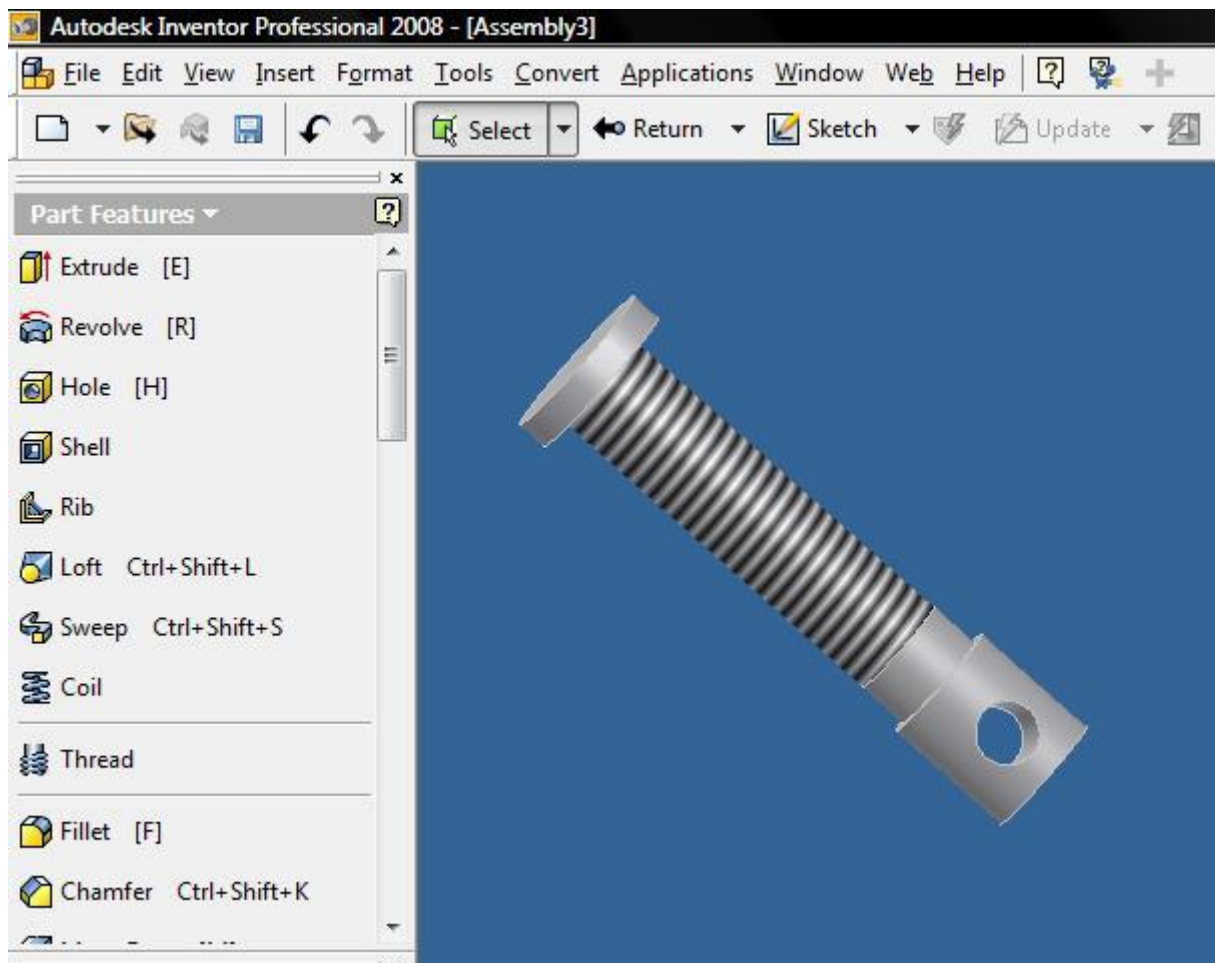 Autodesk Inventor Professional 2008 - [Assembly3]
File Edit View Insert Format Tools Convert Applications Window Web Help
Select Return Sketch Update
Part Features
Extrude [E]
Revolve [R]
Hole [H]
Shell
Rib
Loft Ctrl+Shift+L
Sweep Ctrl+Shift+S
Coil
Thread
Fillet [F]
Chamfer Ctrl+Shift+K